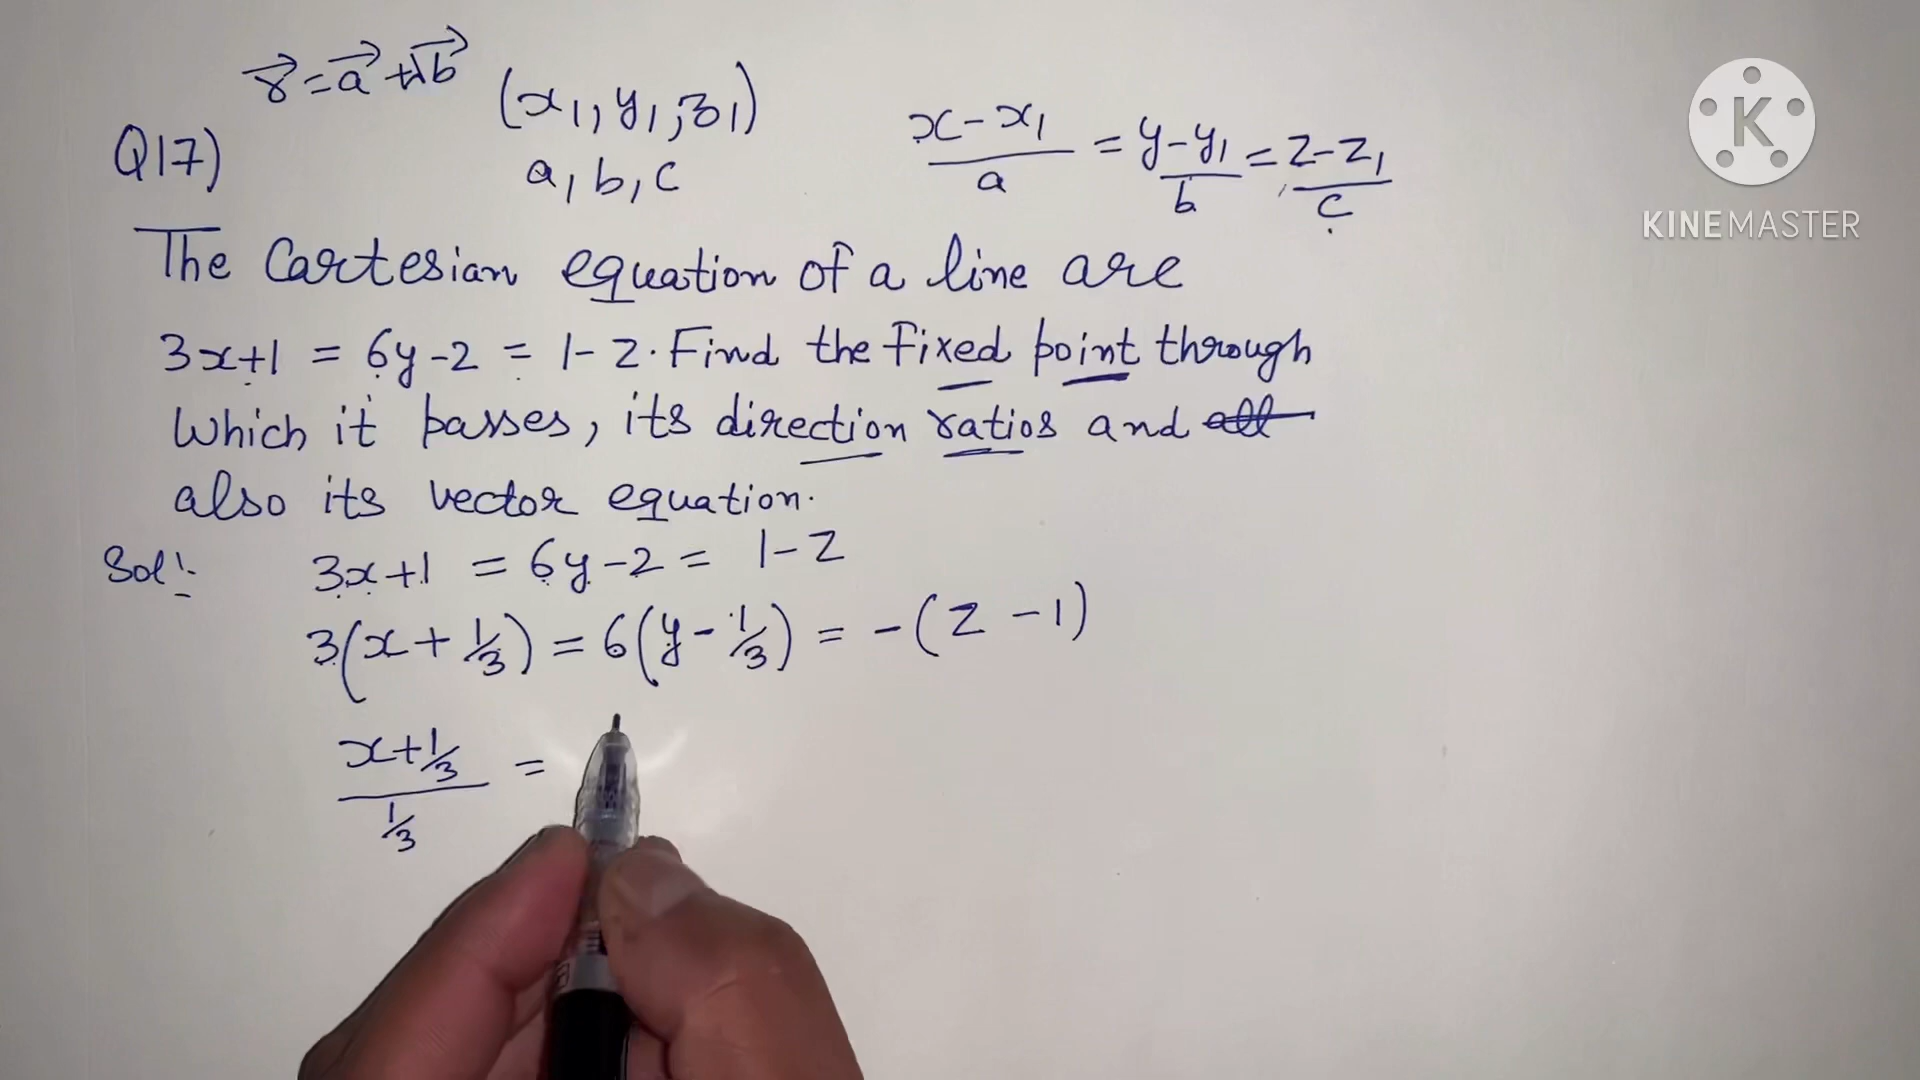 r⃗ = a⃗ + λb⃗
(x₁, y₁, z₁)
a, b, c
(x - x₁)/a = (y - y₁)/b = (z - z₁)/c
Q17)
The Cartesian equation of a line are
3x+1 = 6y-2 = 1-z. Find the fixed point through
which it passes, its direction ratios and
also its vector equation.
Sol:- 3x+1 = 6y-2 = 1-z
3(x + 1/3) = 6(y - 1/3) = -(z - 1)
(x + 1/3)/(1/3) =
K
KINEMASTER